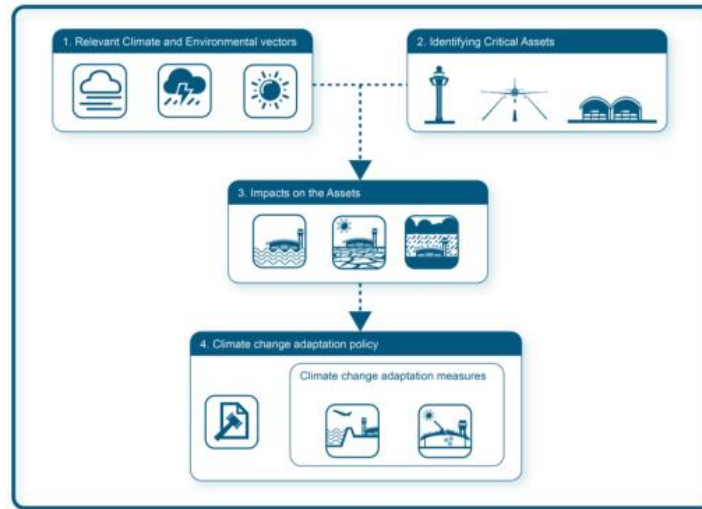 1. Relevant Climate and Environmental vectors
2. Identifying Critical Assets
3. Impacts on the Assets
4. Climate change adaptation policy
Climate change adaptation measures